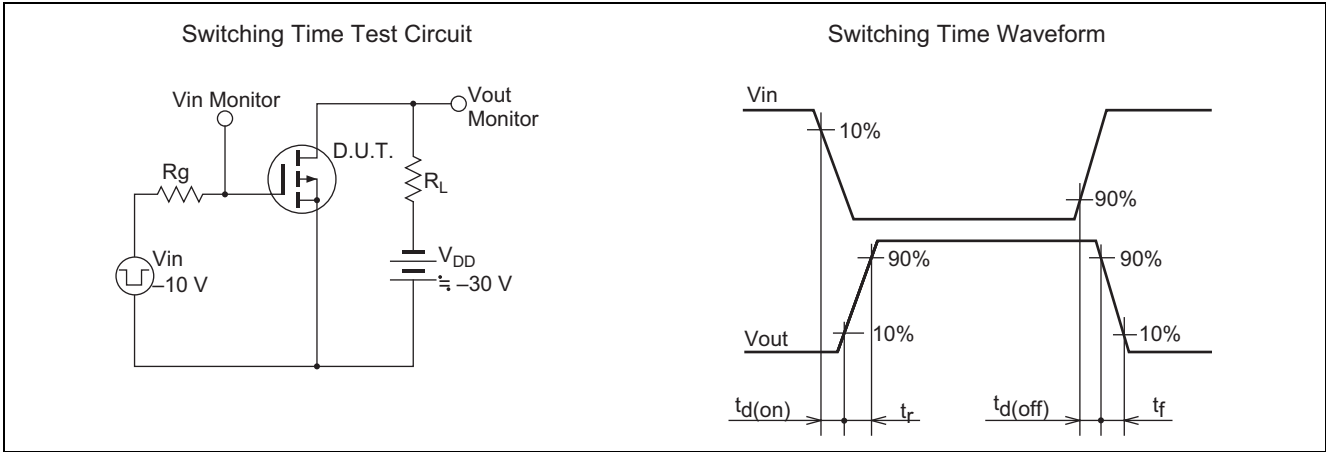 Switching Time Test Circuit
Vin Monitor
Vout
Monitor
D.U.T.
Rg
RL
Vin
–10 V
VDD
≒ –30 V
Switching Time Waveform
Vin
10%
90%
90%
90%
Vout
10%
10%
td(on)
tr
td(off)
tf